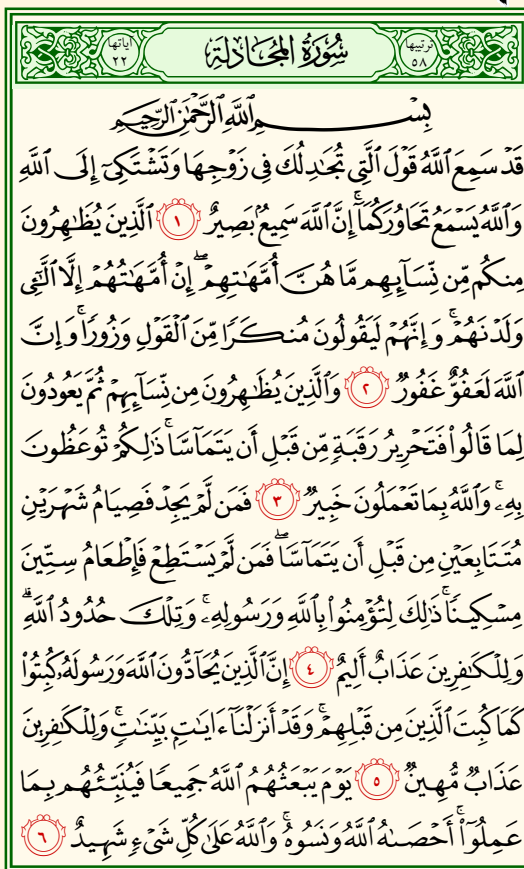 ترتيبها ٥٨ سُورَةُ المُجَادلَةِ آياتها ٢٢
بِسْمِ ٱللَّهِ ٱلرَّحْمَٰنِ ٱلرَّحِيمِ
قَدْ سَمِعَ ٱللَّهُ قَوْلَ ٱلَّتِى تُجَٰدِلُكَ فِى زَوْجِهَا وَتَشْتَكِىٓ إِلَى ٱللَّهِ
وَٱللَّهُ يَسْمَعُ تَحَاوُرَكُمَآ ۚ إِنَّ ٱللَّهَ سَمِيعٌۢ بَصِيرٌ ١ ٱلَّذِينَ يُظَٰهِرُونَ
مِنكُم مِّن نِّسَآئِهِم مَّا هُنَّ أُمَّهَٰتِهِمْ ۖ إِنْ أُمَّهَٰتُهُمْ إِلَّا ٱلَّٰٓـِٔى
وَلَدْنَهُمْ ۚ وَإِنَّهُمْ لَيَقُولُونَ مُنكَرًا مِّنَ ٱلْقَوْلِ وَزُورًا ۚ وَإِنَّ
ٱللَّهَ لَعَفُوٌّ غَفُورٌ ٢ وَٱلَّذِينَ يُظَٰهِرُونَ مِن نِّسَآئِهِمْ ثُمَّ يَعُودُونَ
لِمَا قَالُوا۟ فَتَحْرِيرُ رَقَبَةٍ مِّن قَبْلِ أَن يَتَمَآسَّا ۚ ذَٰلِكُمْ تُوعَظُونَ
بِهِۦ ۚ وَٱللَّهُ بِمَا تَعْمَلُونَ خَبِيرٌ ٣ فَمَن لَّمْ يَجِدْ فَصِيَامُ شَهْرَيْنِ
مُتَتَابِعَيْنِ مِن قَبْلِ أَن يَتَمَآسَّا ۖ فَمَن لَّمْ يَسْتَطِعْ فَإِطْعَامُ سِتِّينَ
مِسْكِينًا ۚ ذَٰلِكَ لِتُؤْمِنُوا۟ بِٱللَّهِ وَرَسُولِهِۦ ۚ وَتِلْكَ حُدُودُ ٱللَّهِ ۗ
وَلِلْكَٰفِرِينَ عَذَابٌ أَلِيمٌ ٤ إِنَّ ٱلَّذِينَ يُحَآدُّونَ ٱللَّهَ وَرَسُولَهُۥ كُبِتُوا۟
كَمَا كُبِتَ ٱلَّذِينَ مِن قَبْلِهِمْ ۚ وَقَدْ أَنزَلْنَآ ءَايَٰتٍۭ بَيِّنَٰتٍ ۚ وَلِلْكَٰفِرِينَ
عَذَابٌ مُّهِينٌ ٥ يَوْمَ يَبْعَثُهُمُ ٱللَّهُ جَمِيعًا فَيُنَبِّئُهُم بِمَا
عَمِلُوٓا۟ ۚ أَحْصَىٰهُ ٱللَّهُ وَنَسُوهُ ۚ وَٱللَّهُ عَلَىٰ كُلِّ شَىْءٍ شَهِيدٌ ٦